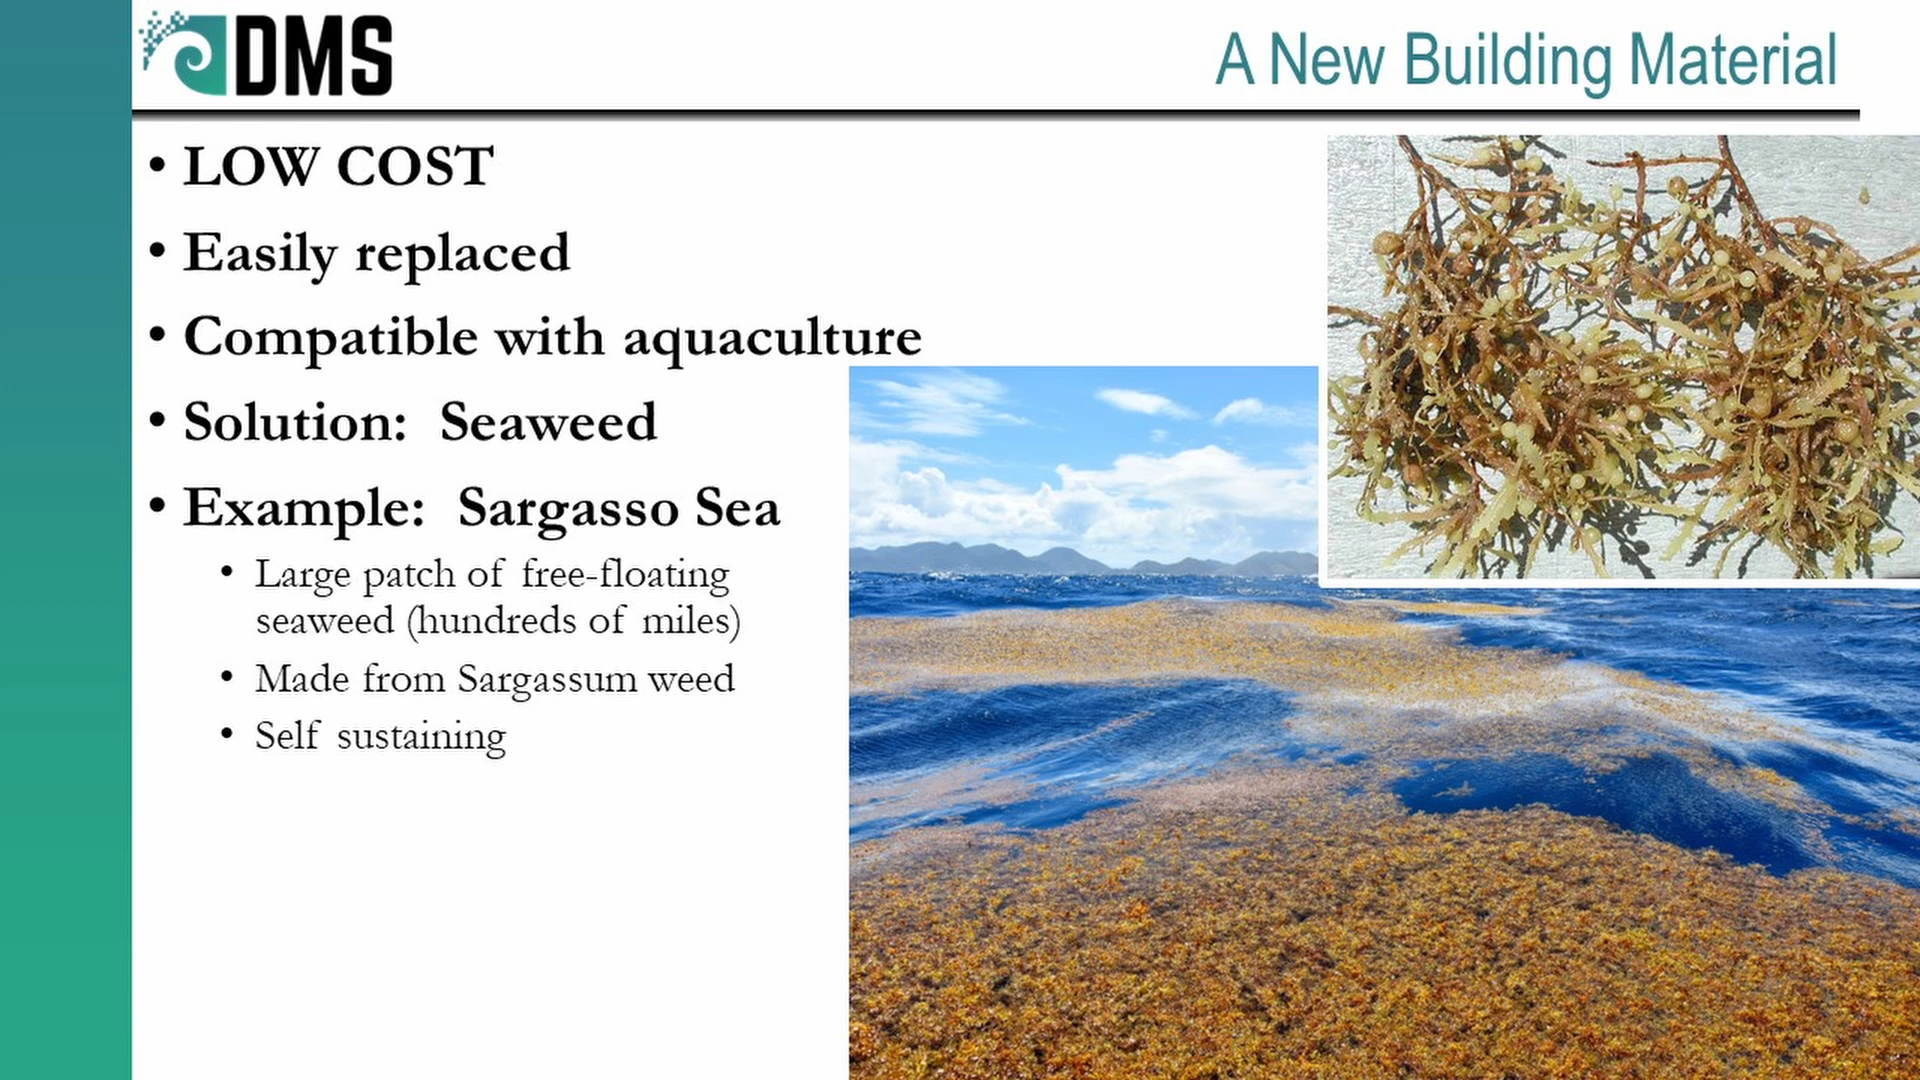 DMS
A New Building Material
• LOW COST
• Easily replaced
• Compatible with aquaculture
• Solution: Seaweed
• Example: Sargasso Sea
• Large patch of free-floating
seaweed (hundreds of miles)
• Made from Sargassum weed
• Self sustaining